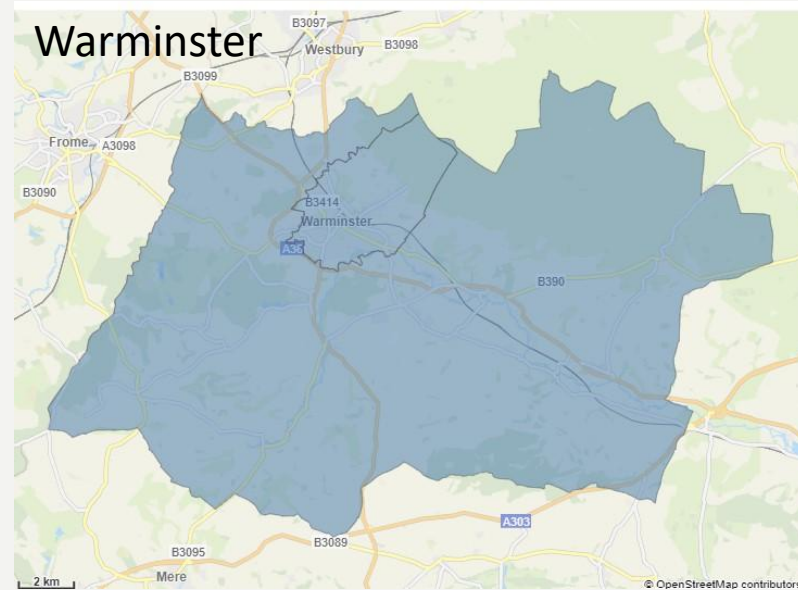 Warminster
B3097
Westbury
B3098
B3099
Frome
A3098
B3090
B3414
Warminster
A36
B390
A303
B3089
B3095
Mere
2 km
© OpenStreetMap contributors